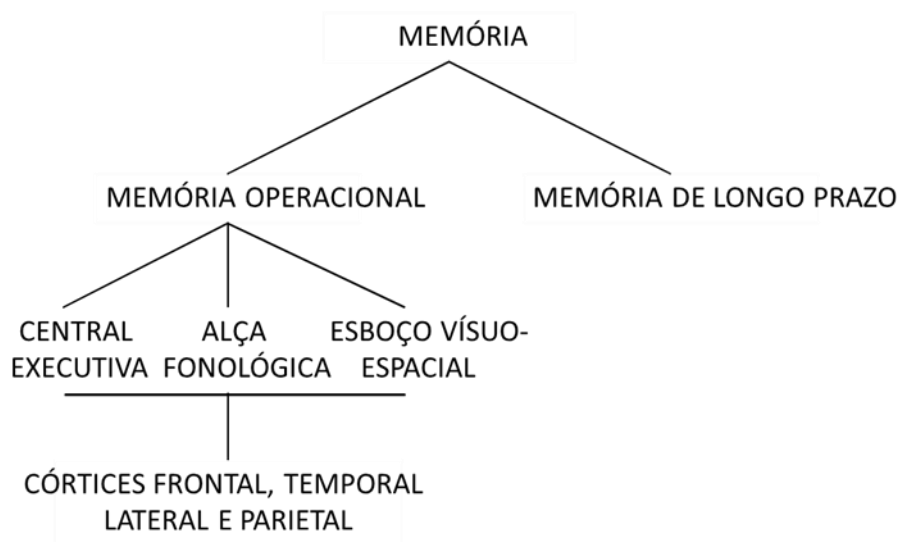 MEMÓRIA
MEMÓRIA OPERACIONAL
MEMÓRIA DE LONGO PRAZO
CENTRAL
EXECUTIVA
ALÇA
FONOLÓGICA
ESBOÇO VÍSUO-
ESPACIAL
CÓRTICES FRONTAL, TEMPORAL
LATERAL E PARIETAL